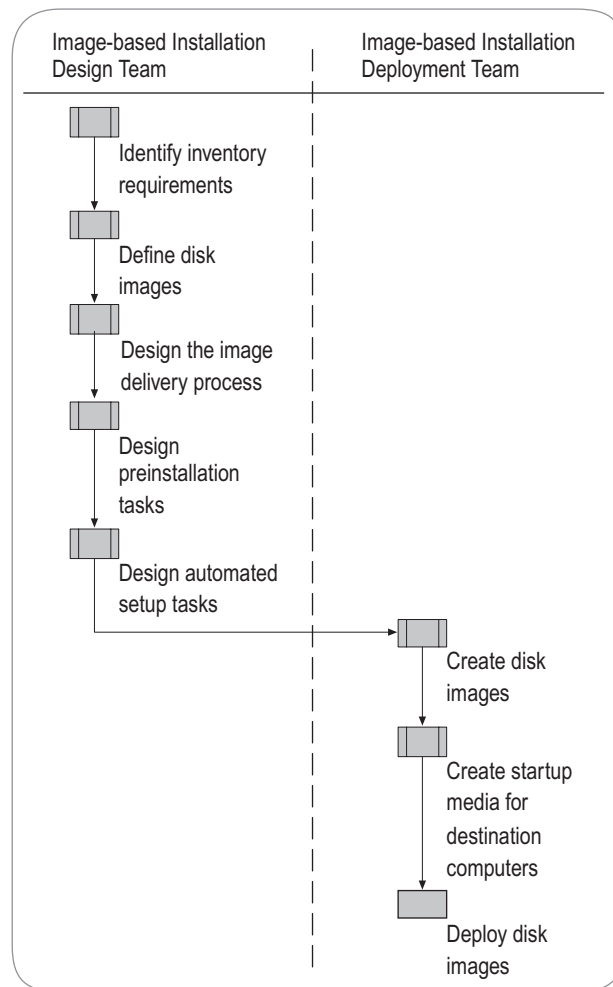 Image-based Installation
Design Team
Image-based Installation
Deployment Team
Identify inventory
requirements
Define disk
images
Design the image
delivery process
Design
preinstallation
tasks
Design automated
setup tasks
Create disk
images
Create startup
media for
destination
computers
Deploy disk
images